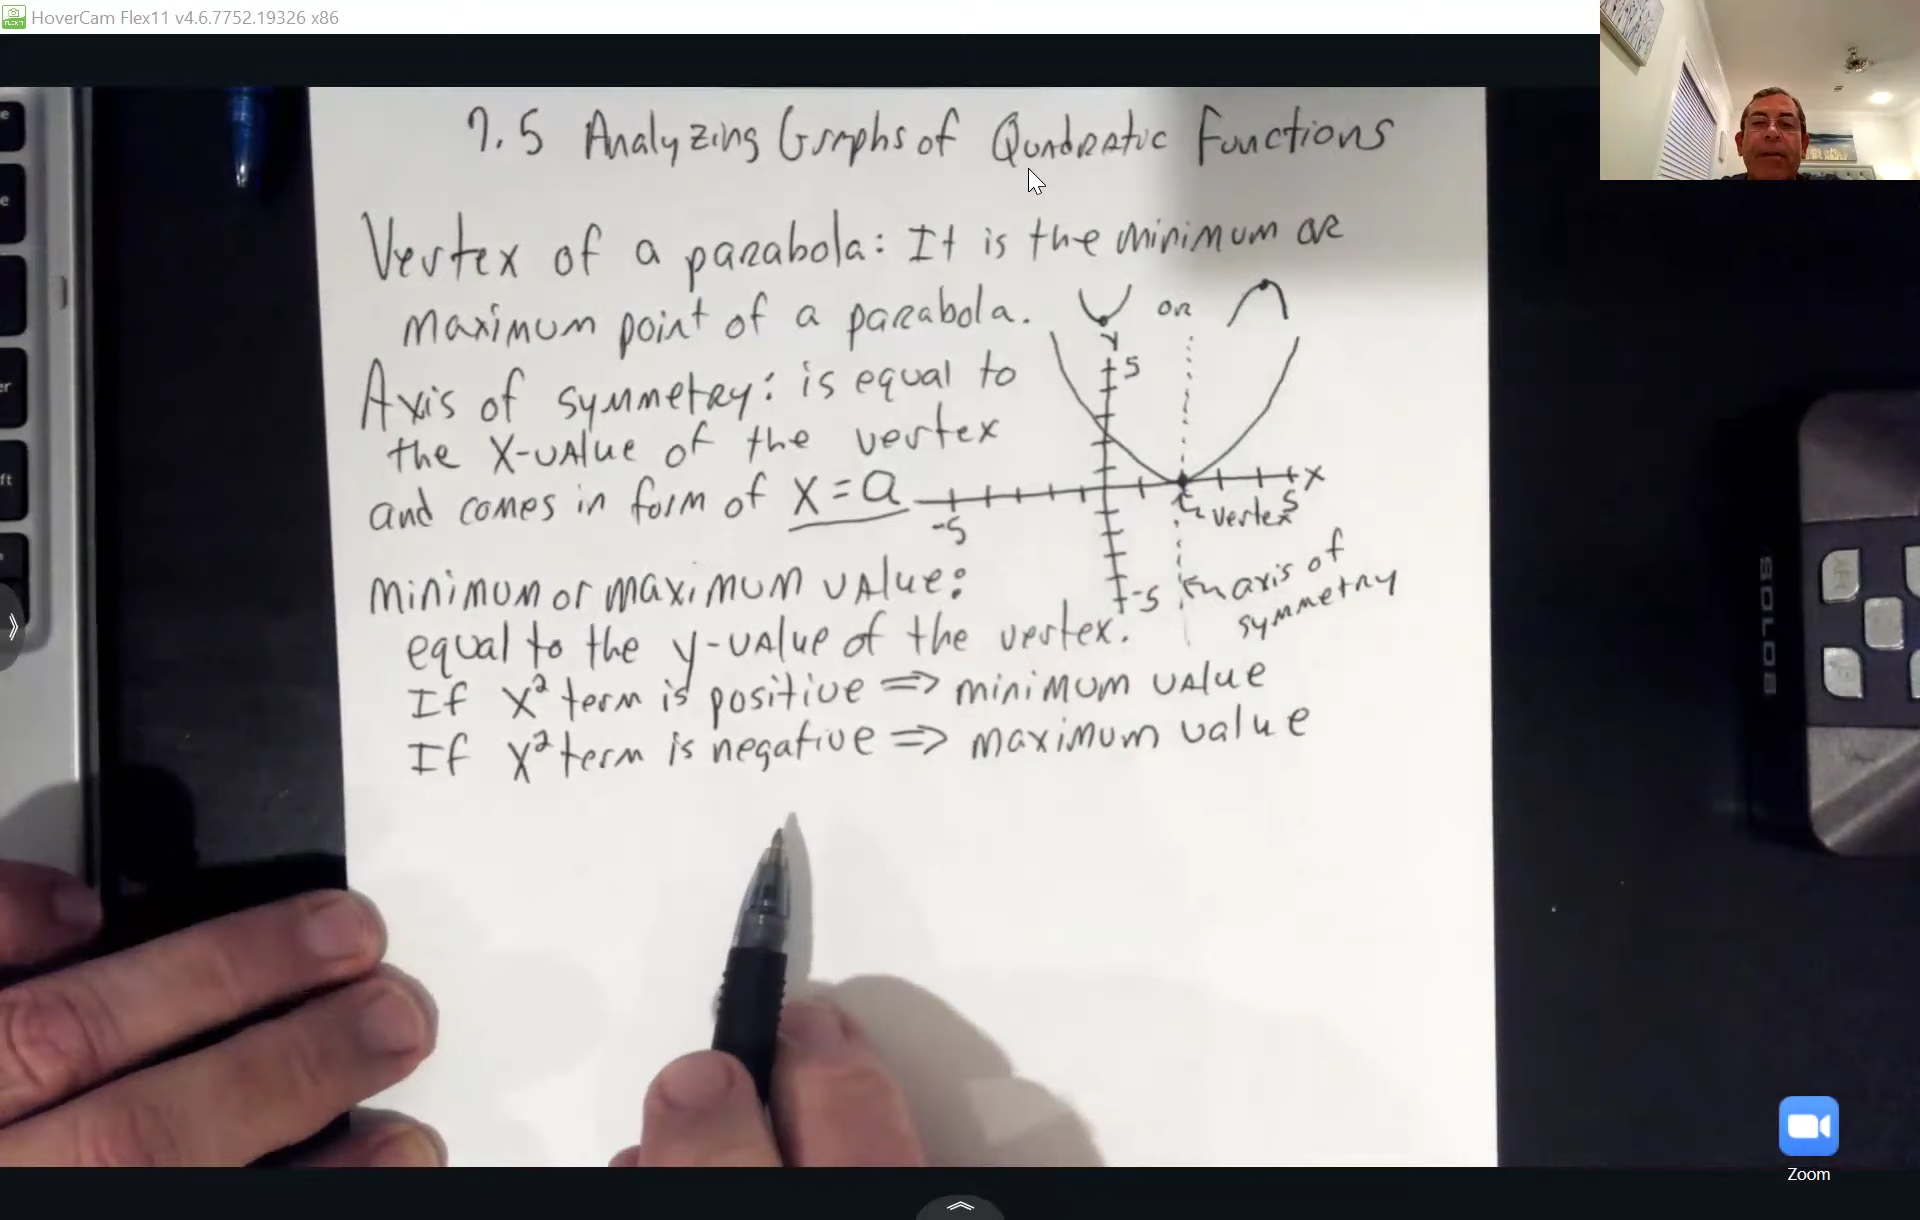 HoverCam Flex11 v4.6.7752.19326 x86
7.5 Analyzing Graphs of Quadratic Functions
Vertex of a parabola: It is the minimum or
maximum point of a parabola.
or
Axis of symmetry: is equal to
the x-value of the vertex
and comes in form of x = a
y
5
x
-5
5
vertex
-5
axis of
symmetry
minimum or maximum value:
equal to the y-value of the vertex.
If x² term is positive => minimum value
If x² term is negative => maximum value
SOLOS
Zoom